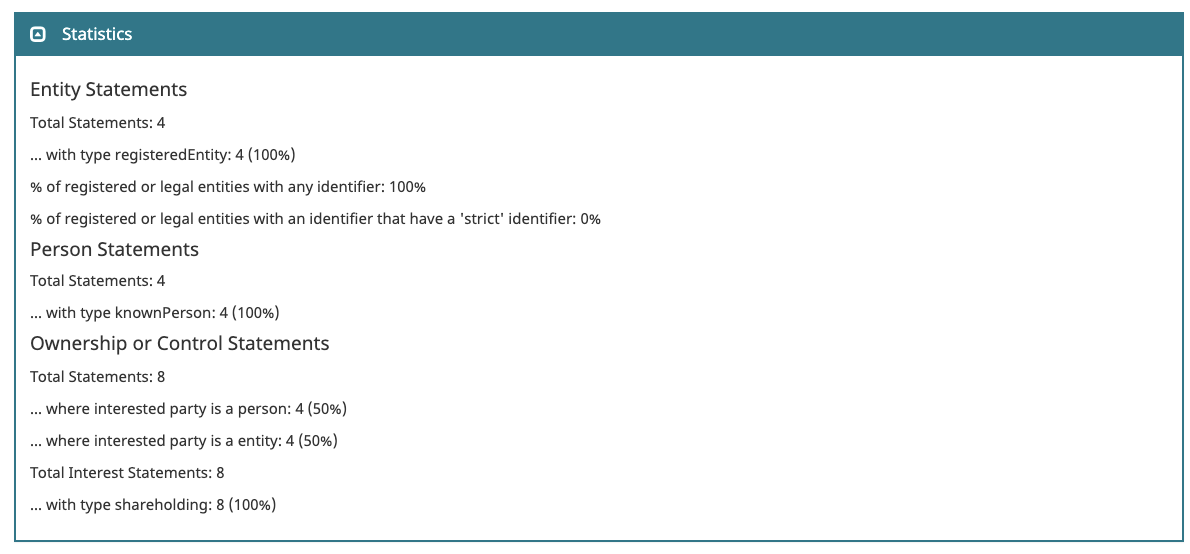 Statistics
Entity Statements
Total Statements: 4
... with type registeredEntity: 4 (100%)
% of registered or legal entities with any identifier: 100%
% of registered or legal entities with an identifier that have a 'strict' identifier: 0%
Person Statements
Total Statements: 4
... with type knownPerson: 4 (100%)
Ownership or Control Statements
Total Statements: 8
... where interested party is a person: 4 (50%)
... where interested party is a entity: 4 (50%)
Total Interest Statements: 8
... with type shareholding: 8 (100%)